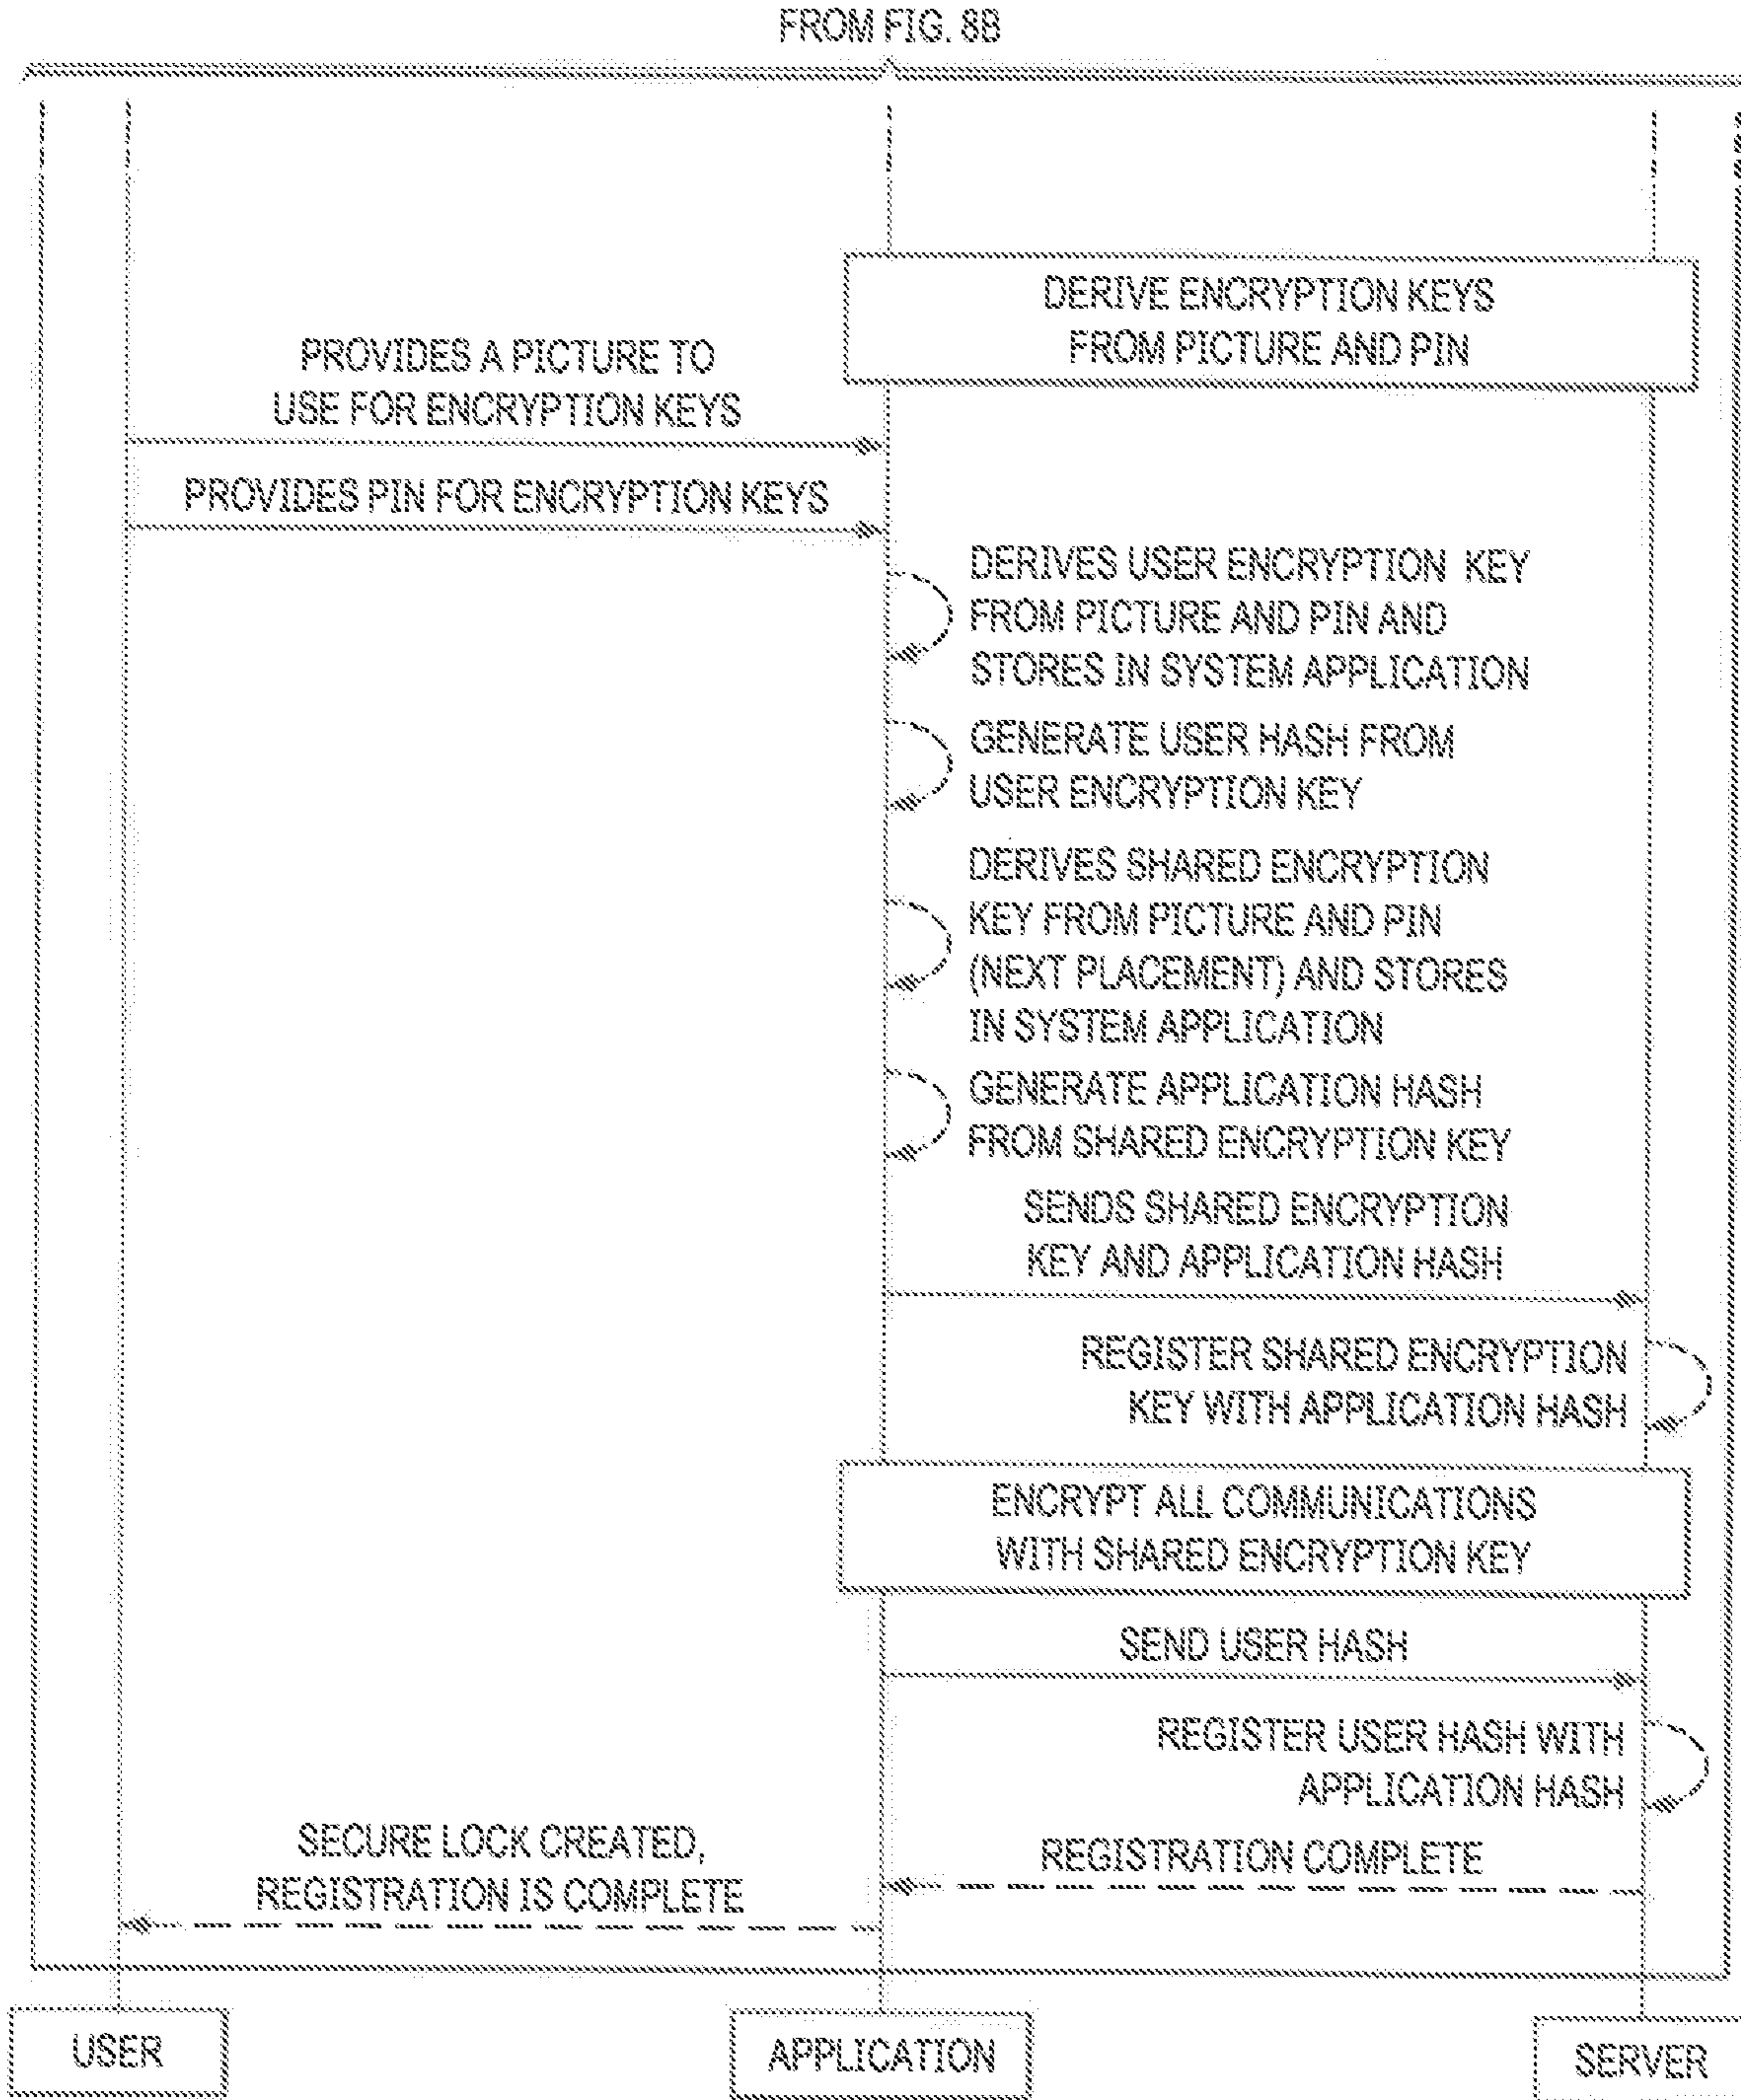 FROM FIG. 8B
DERIVE ENCRYPTION KEYS
FROM PICTURE AND PIN
PROVIDES A PICTURE TO
USE FOR ENCRYPTION KEYS
PROVIDES PIN FOR ENCRYPTION KEYS
DERIVES USER ENCRYPTION KEY
FROM PICTURE AND PIN AND
STORES IN SYSTEM APPLICATION
GENERATE USER HASH FROM
USER ENCRYPTION KEY
DERIVES SHARED ENCRYPTION
KEY FROM PICTURE AND PIN
(NEXT PLACEMENT) AND STORES
IN SYSTEM APPLICATION
GENERATE APPLICATION HASH
FROM SHARED ENCRYPTION KEY
SENDS SHARED ENCRYPTION
KEY AND APPLICATION HASH
REGISTER SHARED ENCRYPTION
KEY WITH APPLICATION HASH
ENCRYPT ALL COMMUNICATIONS
WITH SHARED ENCRYPTION KEY
SEND USER HASH
REGISTER USER HASH WITH
APPLICATION HASH
REGISTRATION COMPLETE
SECURE LOCK CREATED,
REGISTRATION IS COMPLETE
USER
APPLICATION
SERVER